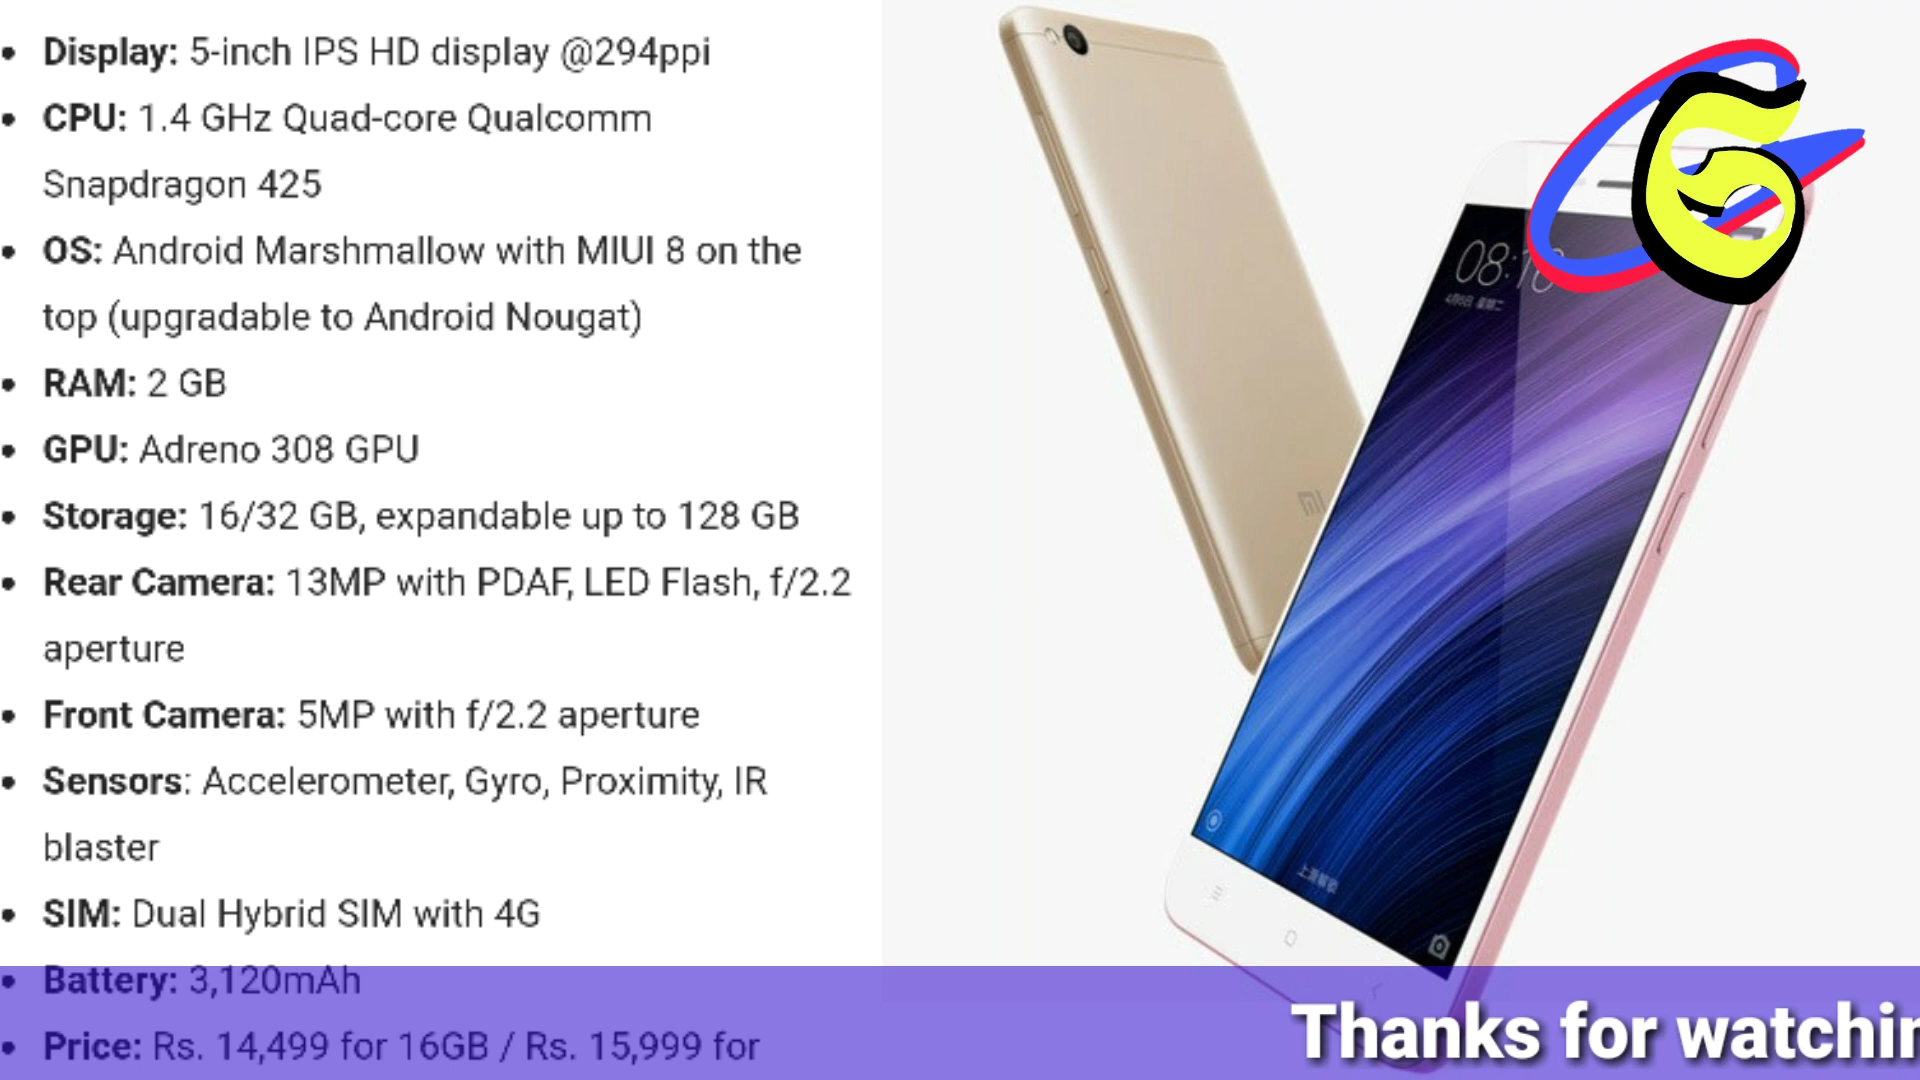 Display: 5-inch IPS HD display @294ppi
CPU: 1.4 GHz Quad-core Qualcomm
Snapdragon 425
OS: Android Marshmallow with MIUI 8 on the
top (upgradable to Android Nougat)
RAM: 2 GB
GPU: Adreno 308 GPU
Storage: 16/32 GB, expandable up to 128 GB
Rear Camera: 13MP with PDAF, LED Flash, f/2.2
aperture
Front Camera: 5MP with f/2.2 aperture
Sensors: Accelerometer, Gyro, Proximity, IR
blaster
SIM: Dual Hybrid SIM with 4G
Battery: 3,120mAh
Price: Rs. 14,499 for 16GB / Rs. 15,999 for
MI
08:10
Thanks for watchin